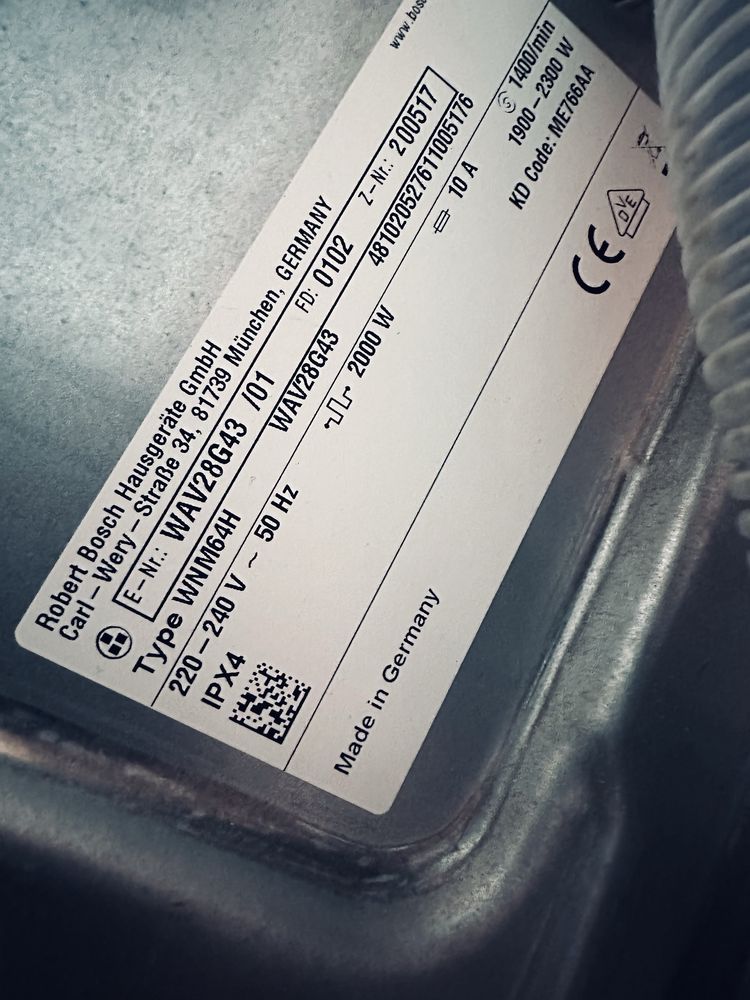 www.bos
Robert Bosch Hausgeräte GmbH
Carl – Wery – Straße 34, 81739 München, GERMANY
E–Nr.: WAV28G43 /01 FD: 0102 Z–Nr.: 200517
Type WNM64H WAV28G43 481020527611005176
220 – 240 V ~ 50 Hz 2000 W 10 A 1400/min
IPX4 1900 – 2300 W
KD Code: ME766AA
Made in Germany CE VDE